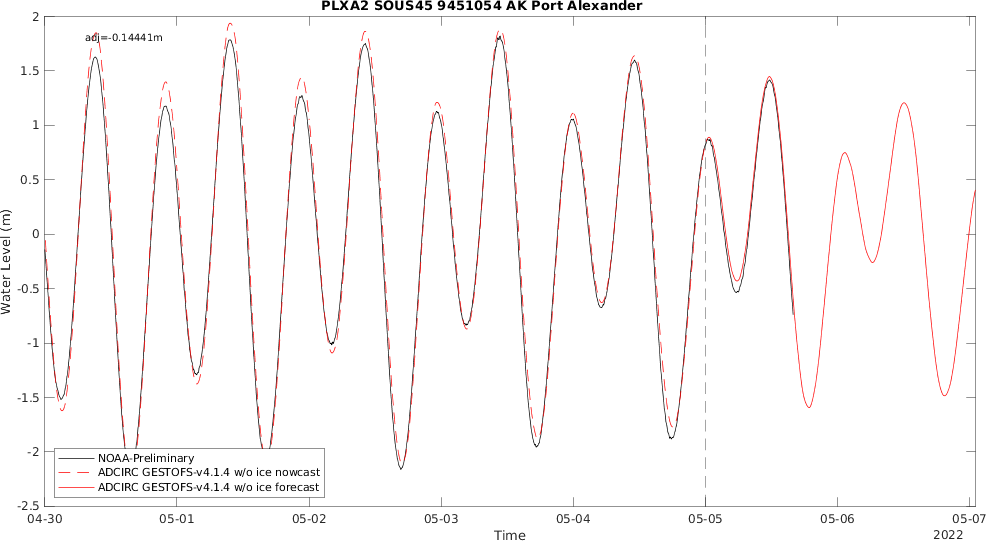 PLXA2 SOUS45 9451054 AK Port Alexander
adj=-0.14441m
2
1.5
1
0.5
0
-0.5
-1
-1.5
-2
-2.5
Water Level (m)
NOAA-Preliminary
ADCIRC GESTOFS-v4.1.4 w/o ice nowcast
ADCIRC GESTOFS-v4.1.4 w/o ice forecast
04-30 05-01 05-02 05-03 05-04 05-05 05-06 05-07
Time
2022